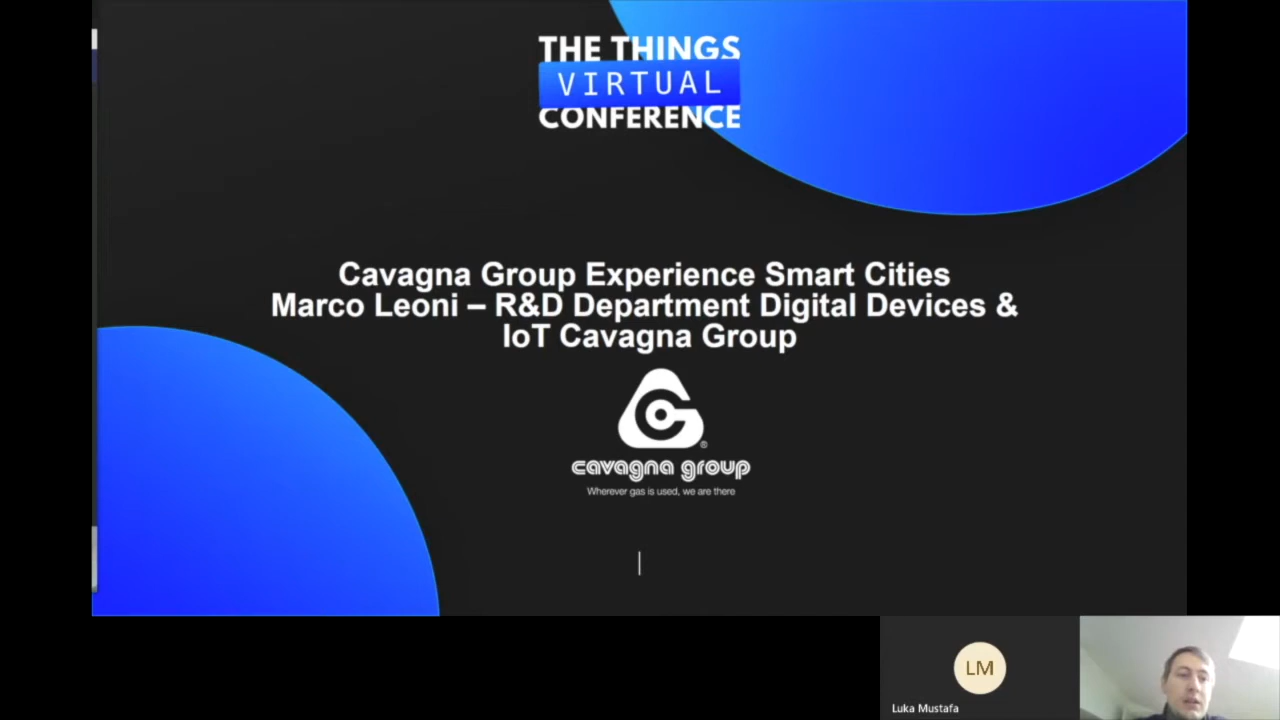 THE THINGS
VIRTUAL
CONFERENCE
Cavagna Group Experience Smart Cities
Marco Leoni – R&D Department Digital Devices &
IoT Cavagna Group
®
cavagna group
Wherever gas is used, we are there
LM
Luka Mustafa